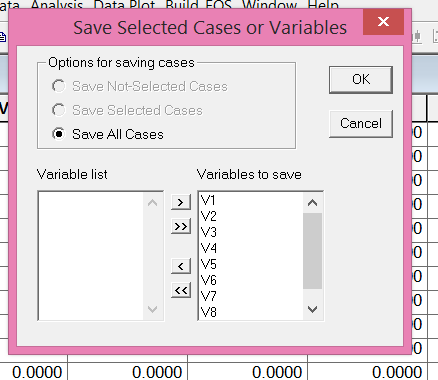 Analysis Data Plot Build EQS Window Help
Save Selected Cases or Variables
Options for saving cases
Save Not-Selected Cases
Save Selected Cases
Save All Cases
OK
Cancel
Variable list
Variables to save
>
>>
<
<<
V1
V2
V3
V4
V5
V6
V7
V8
0.0000 0.0000 0.0000 0.0000